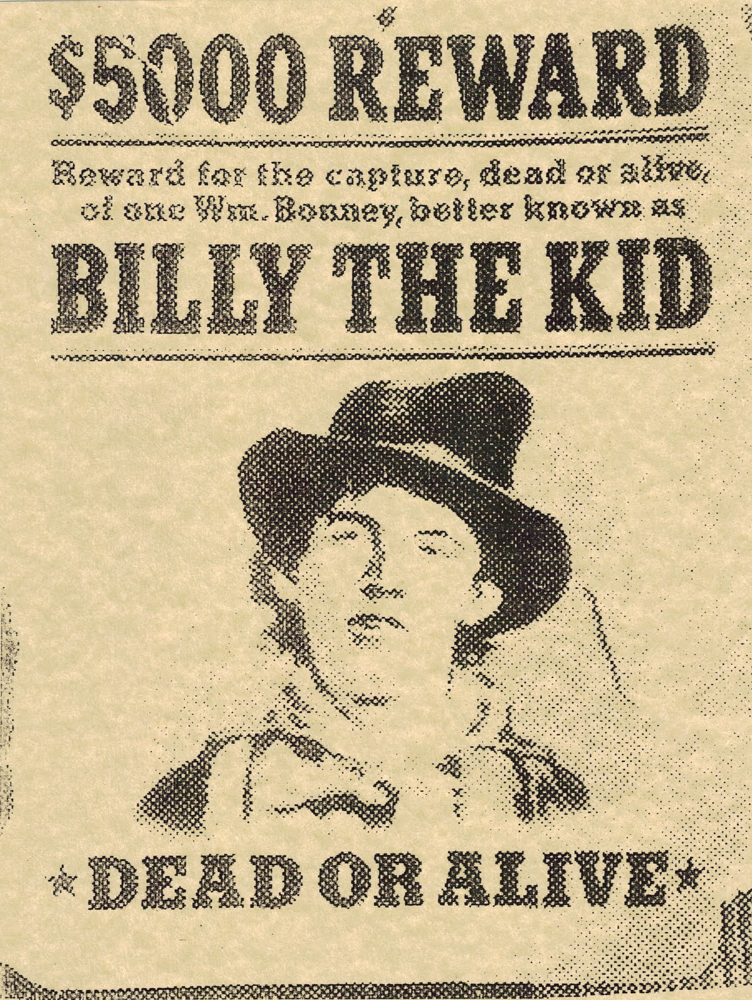 $5000 REWARD
Reward for the capture, dead or alive,
of one Wm. Bonney, better known as
BILLY THE KID
DEAD OR ALIVE